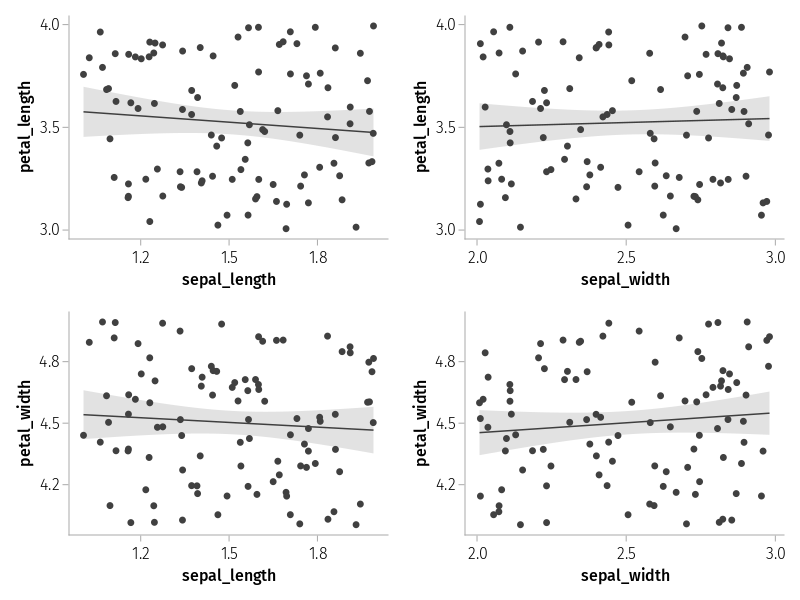 4.0
3.5
3.0
petal_length
1.2 1.5 1.8
sepal_length
4.0
3.5
3.0
petal_length
2.0 2.5 3.0
sepal_width
4.8
4.5
4.2
petal_width
1.2 1.5 1.8
sepal_length
4.8
4.5
4.2
petal_width
2.0 2.5 3.0
sepal_width